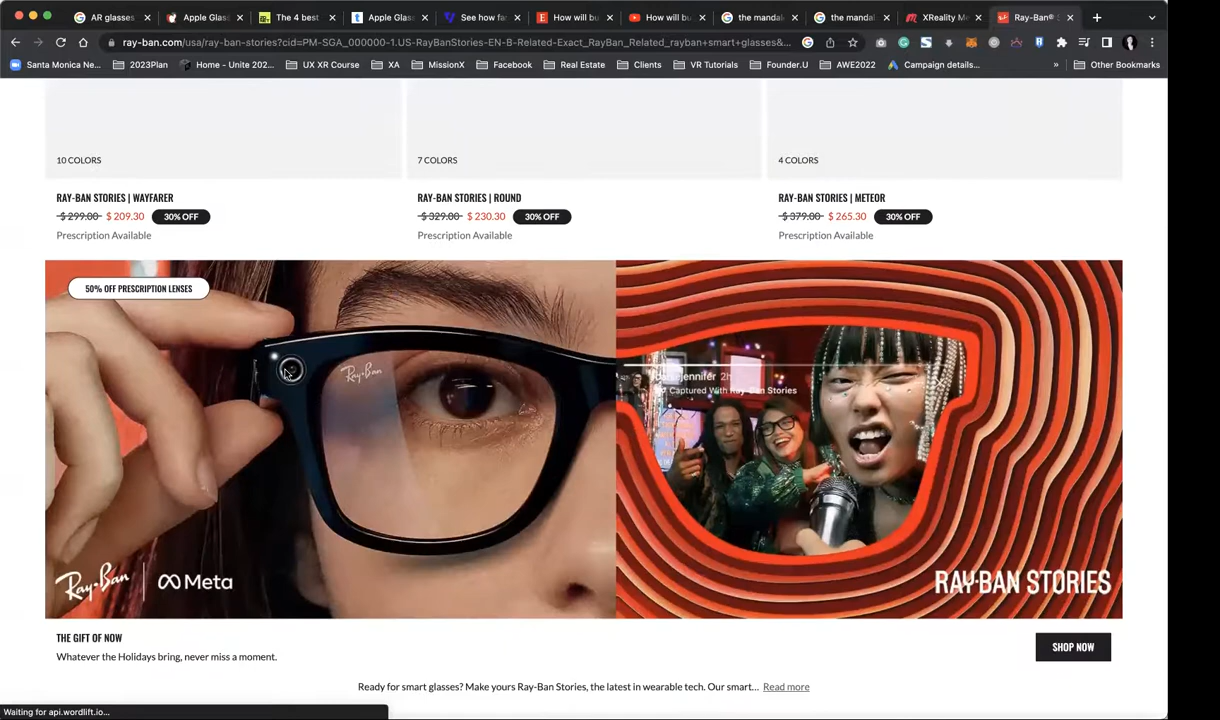 AR glasses
Apple Glas
The 4 best
Apple Glass
See how fa
How will bu
How will bu
the mandal
the mandal
XReality Me
Ray-Ban®
ray-ban.com/usa/ray-ban-stories?cid=PM-SGA_000000-1.US-RayBanStories-EN-B-Related-Exact_RayBan_Related_rayban+smart+glasses&...
Santa Monica Ne...
2023Plan
Home - Unite 202...
UX XR Course
XA
MissionX
Facebook
Real Estate
Clients
VR Tutorials
Founder.U
AWE2022
Campaign details...
»
Other Bookmarks
10 COLORS
7 COLORS
4 COLORS
RAY-BAN STORIES | WAYFARER
RAY-BAN STORIES | ROUND
RAY-BAN STORIES | METEOR
$ 299.00 $ 209.30 30% OFF
$ 329.00 $ 230.30 30% OFF
$ 379.00 $ 265.30 30% OFF
Prescription Available
Prescription Available
Prescription Available
50% OFF PRESCRIPTION LENSES
Ray-Ban
jennifer 2h
Captured With Ray-Ban Stories
Ray-Ban | Meta
RAY-BAN STORIES
THE GIFT OF NOW
Whatever the Holidays bring, never miss a moment.
SHOP NOW
Ready for smart glasses? Make yours Ray-Ban Stories, the latest in wearable tech. Our smart... Read more
Waiting for api.wordlift.io...